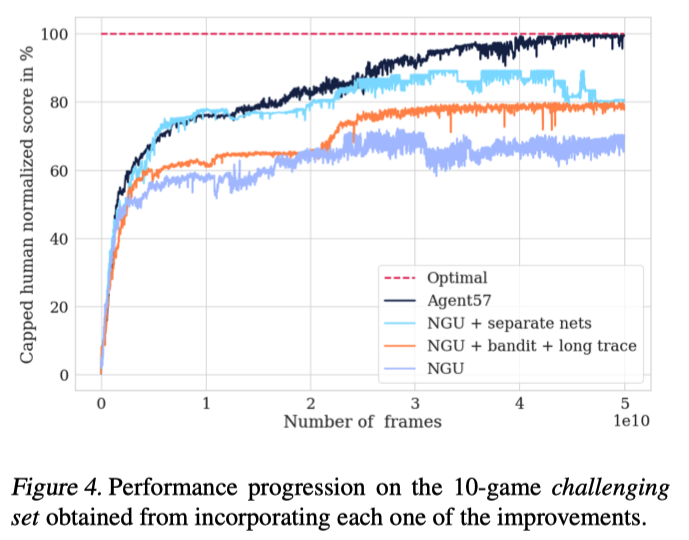 100
80
60
40
20
0
Capped human normalized score in %
Optimal
Agent57
NGU + separate nets
NGU + bandit + long trace
NGU
0 1 2 3 4 5
Number of frames
1e10
Figure 4. Performance progression on the 10-game challenging
set obtained from incorporating each one of the improvements.